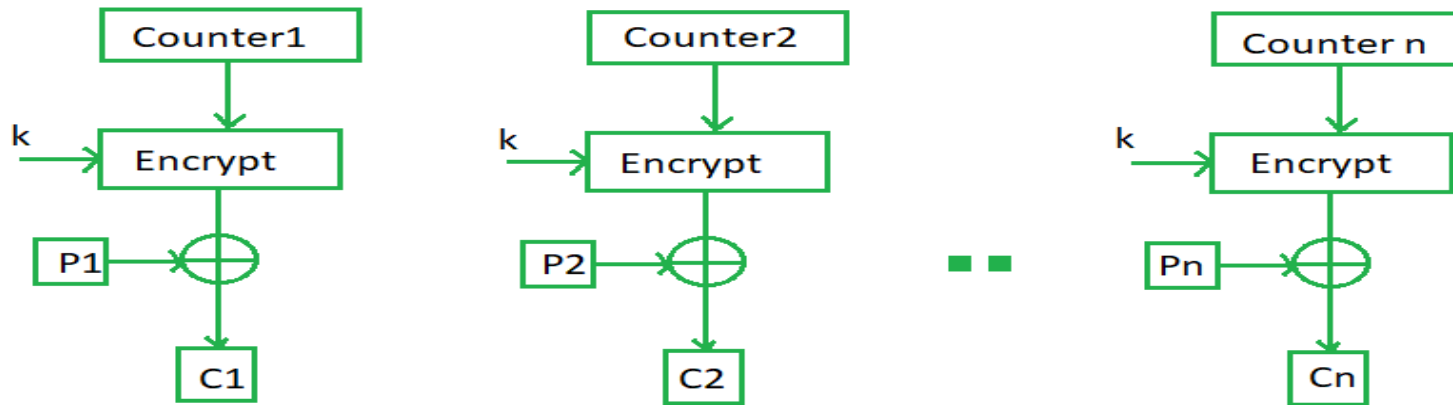 Counter1
Counter2
Counter n
k
Encrypt
k
Encrypt
k
Encrypt
P1
P2
Pn
C1
C2
Cn